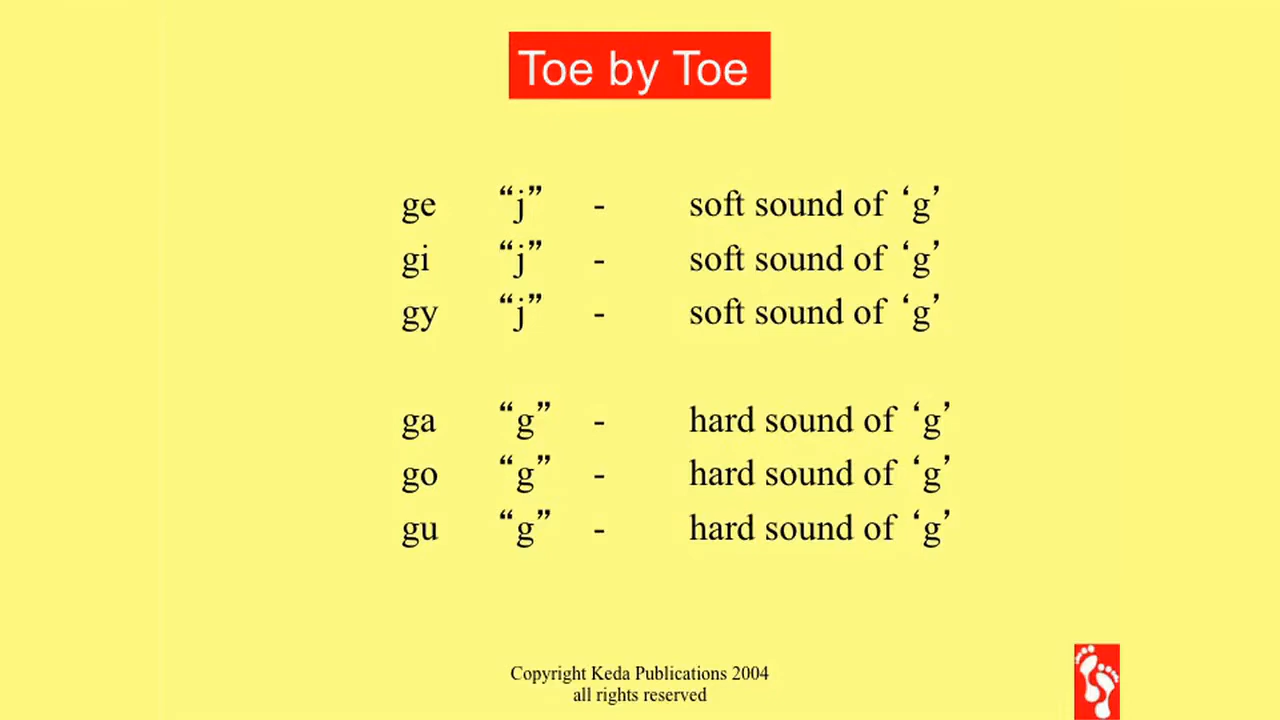 Toe by Toe
ge “j” - soft sound of ‘g’
gi “j” - soft sound of ‘g’
gy “j” - soft sound of ‘g’
ga “g” - hard sound of ‘g’
go “g” - hard sound of ‘g’
gu “g” - hard sound of ‘g’
Copyright Keda Publications 2004
all rights reserved